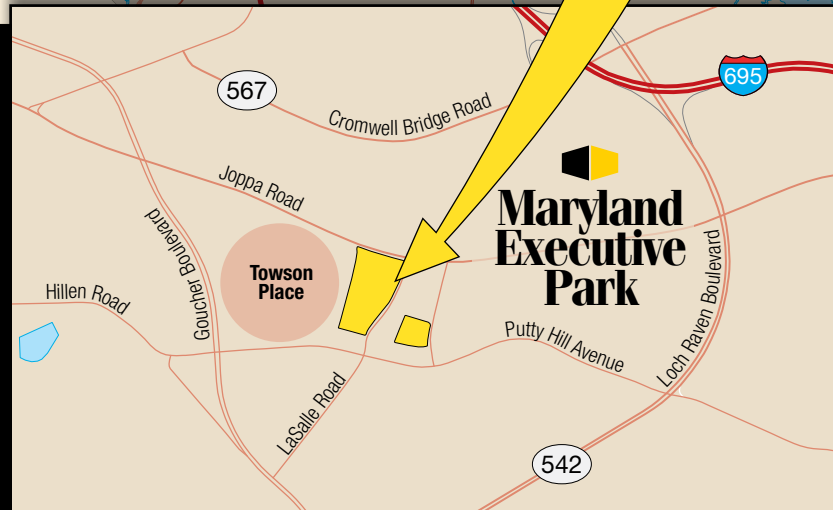 695
567
Cromwell Bridge Road
Joppa Road
Maryland
Executive
Park
Goucher Boulevard
Towson
Place
Loch Raven Boulevard
Hillen Road
Putty Hill Avenue
LaSalle Road
542